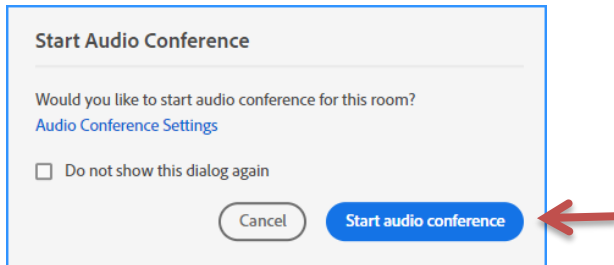 Start Audio Conference
Would you like to start audio conference for this room?
Audio Conference Settings
Do not show this dialog again
Cancel Start audio conference